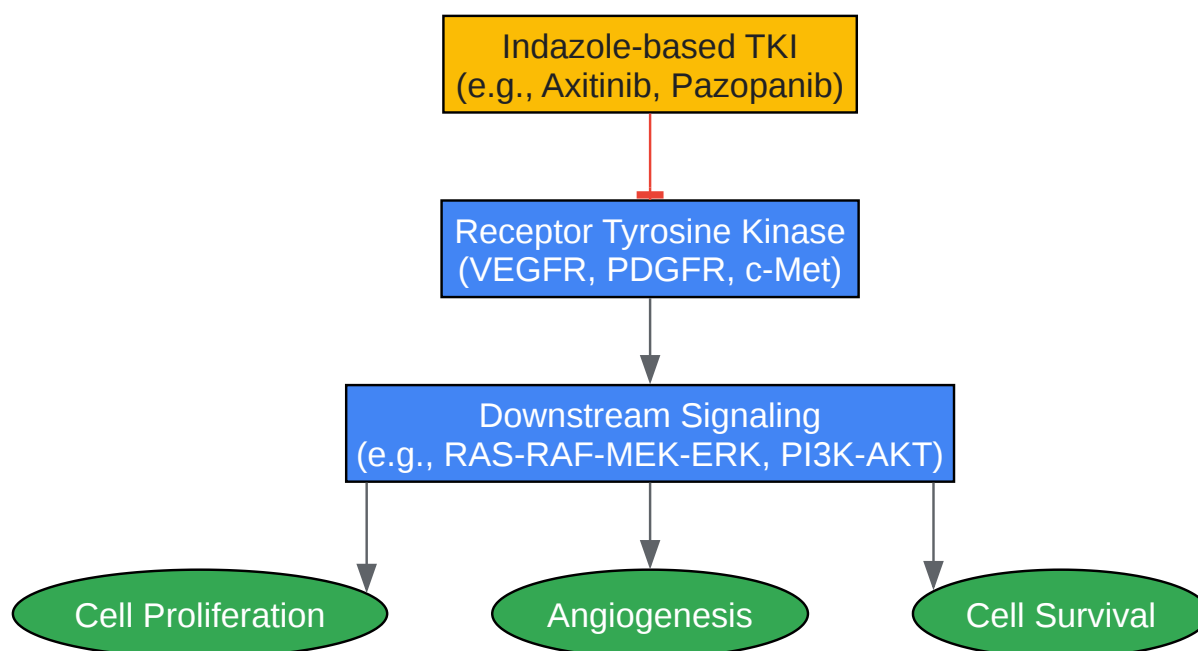 Indazole-based TKI
(e.g., Axitinib, Pazopanib)
Receptor Tyrosine Kinase
(VEGFR, PDGFR, c-Met)
Downstream Signaling
(e.g., RAS-RAF-MEK-ERK, PI3K-AKT)
Cell Proliferation
Angiogenesis
Cell Survival